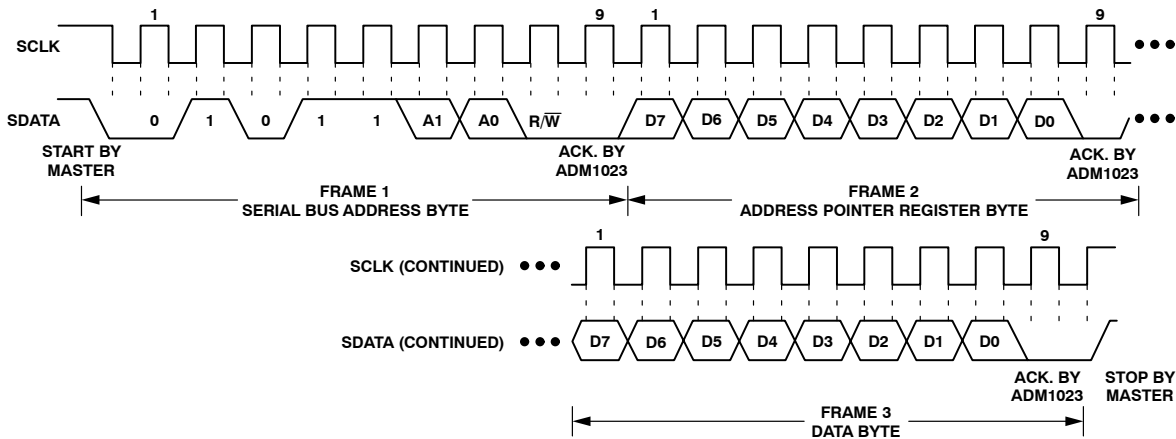 1 9 1 9
SCLK
SDATA 0 1 0 1 1 A1 A0 R/W̅ D7 D6 D5 D4 D3 D2 D1 D0
START BY
MASTER
ACK. BY
ADM1023
ACK. BY
ADM1023
FRAME 1
SERIAL BUS ADDRESS BYTE
FRAME 2
ADDRESS POINTER REGISTER BYTE
1 9
SCLK (CONTINUED)
SDATA (CONTINUED) D7 D6 D5 D4 D3 D2 D1 D0
ACK. BY
ADM1023
STOP BY
MASTER
FRAME 3
DATA BYTE